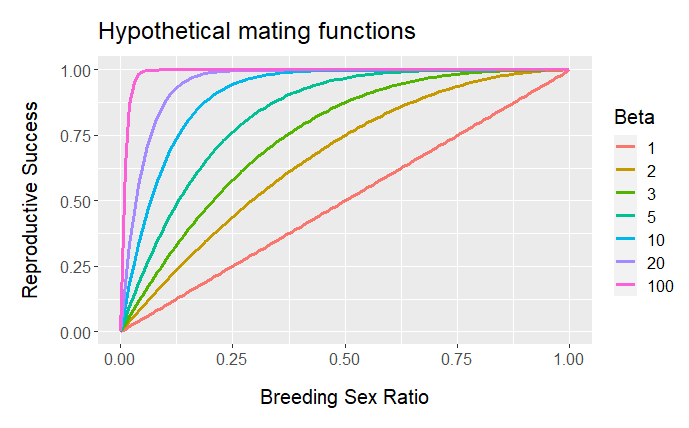 Hypothetical mating functions
Reproductive Success
1.00
0.75
0.50
0.25
0.00
0.00 0.25 0.50 0.75 1.00
Breeding Sex Ratio
Beta
1
2
3
5
10
20
100